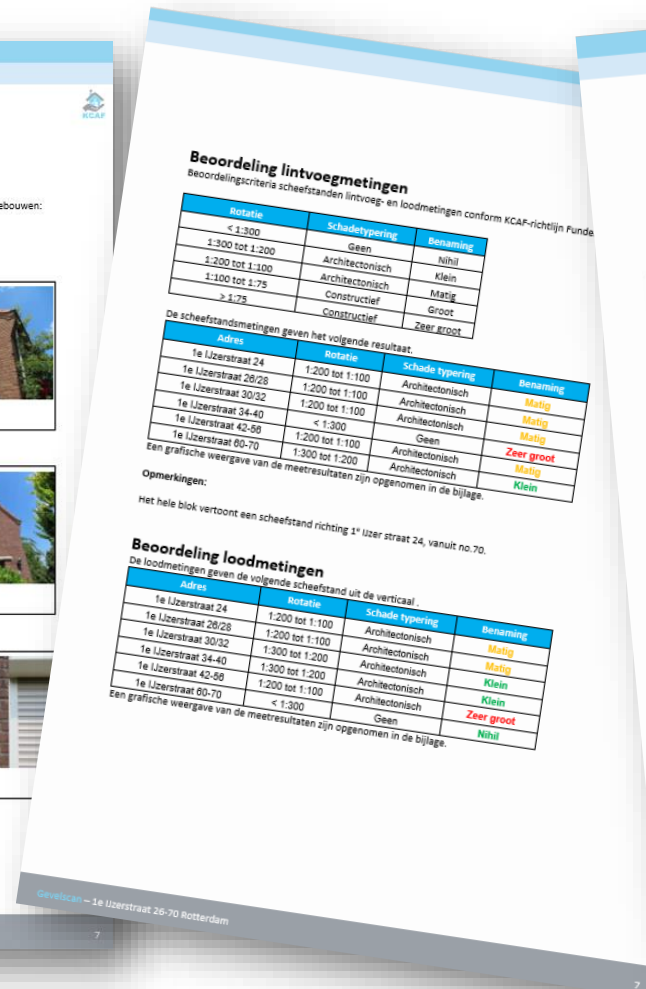 KCAF
ebouwen:
7
Beoordeling lintvoegmetingen
Beoordelingscriteria scheefstanden lintvoeg- en loodmetingen conform KCAF-richtlijn Funde
Rotatie Schadetypering Benaming
< 1:300 Geen Nihil
1:300 tot 1:200 Architectonisch Klein
1:200 tot 1:100 Architectonisch Matig
1:100 tot 1:75 Constructief Groot
> 1:75 Constructief Zeer groot
De scheefstandsmetingen geven het volgende resultaat.
Adres Rotatie Schade typering Benaming
1e IJzerstraat 24 1:200 tot 1:100 Architectonisch Matig
1e IJzerstraat 26/28 1:200 tot 1:100 Architectonisch Matig
1e IJzerstraat 30/32 1:200 tot 1:100 Architectonisch Matig
1e IJzerstraat 34-40 < 1:300 Geen Zeer groot
1e IJzerstraat 42-56 1:200 tot 1:100 Architectonisch Matig
1e IJzerstraat 60-70 1:300 tot 1:200 Architectonisch Klein
Een grafische weergave van de meetresultaten zijn opgenomen in de bijlage.
Opmerkingen:
Het hele blok vertoont een scheefstand richting 1e IJzer straat 24, vanuit no.70.
Beoordeling loodmetingen
De loodmetingen geven de volgende scheefstand uit de verticaal .
Adres Rotatie Schade typering Benaming
1e IJzerstraat 24 1:200 tot 1:100 Architectonisch Matig
1e IJzerstraat 26/28 1:200 tot 1:100 Architectonisch Matig
1e IJzerstraat 30/32 1:300 tot 1:200 Architectonisch Klein
1e IJzerstraat 34-40 1:300 tot 1:200 Architectonisch Klein
1e IJzerstraat 42-56 1:200 tot 1:100 Architectonisch Zeer groot
1e IJzerstraat 60-70 < 1:300 Geen Nihil
Een grafische weergave van de meetresultaten zijn opgenomen in de bijlage.
Gevelscan – 1e IJzerstraat 26-70 Rotterdam
7